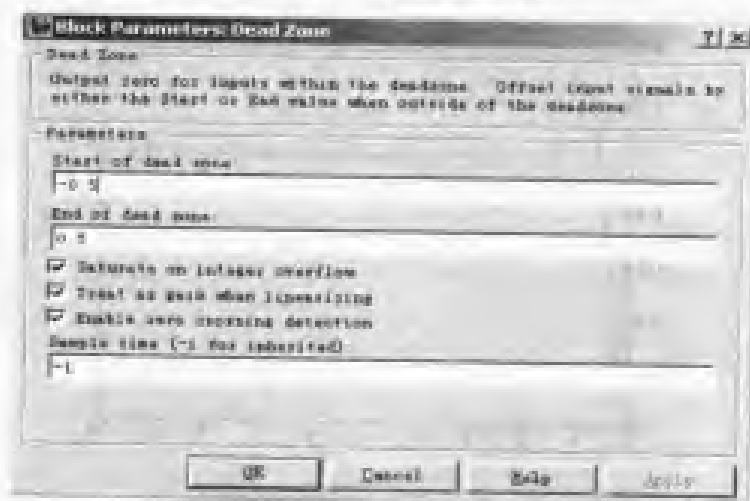 Block Parameters: Dead Zone
? ×
Dead Zone
Output zero for inputs within the deadzone. Offset input signals by
either the Start or End value when outside of the deadzone.
Parameters
Start of dead zone:
-0.5
End of dead zone:
0.5
Saturate on integer overflow
Treat as gain when linearizing
Enable zero crossing detection
Sample time (-1 for inherited)
-1
OK
Cancel
Help
Apply